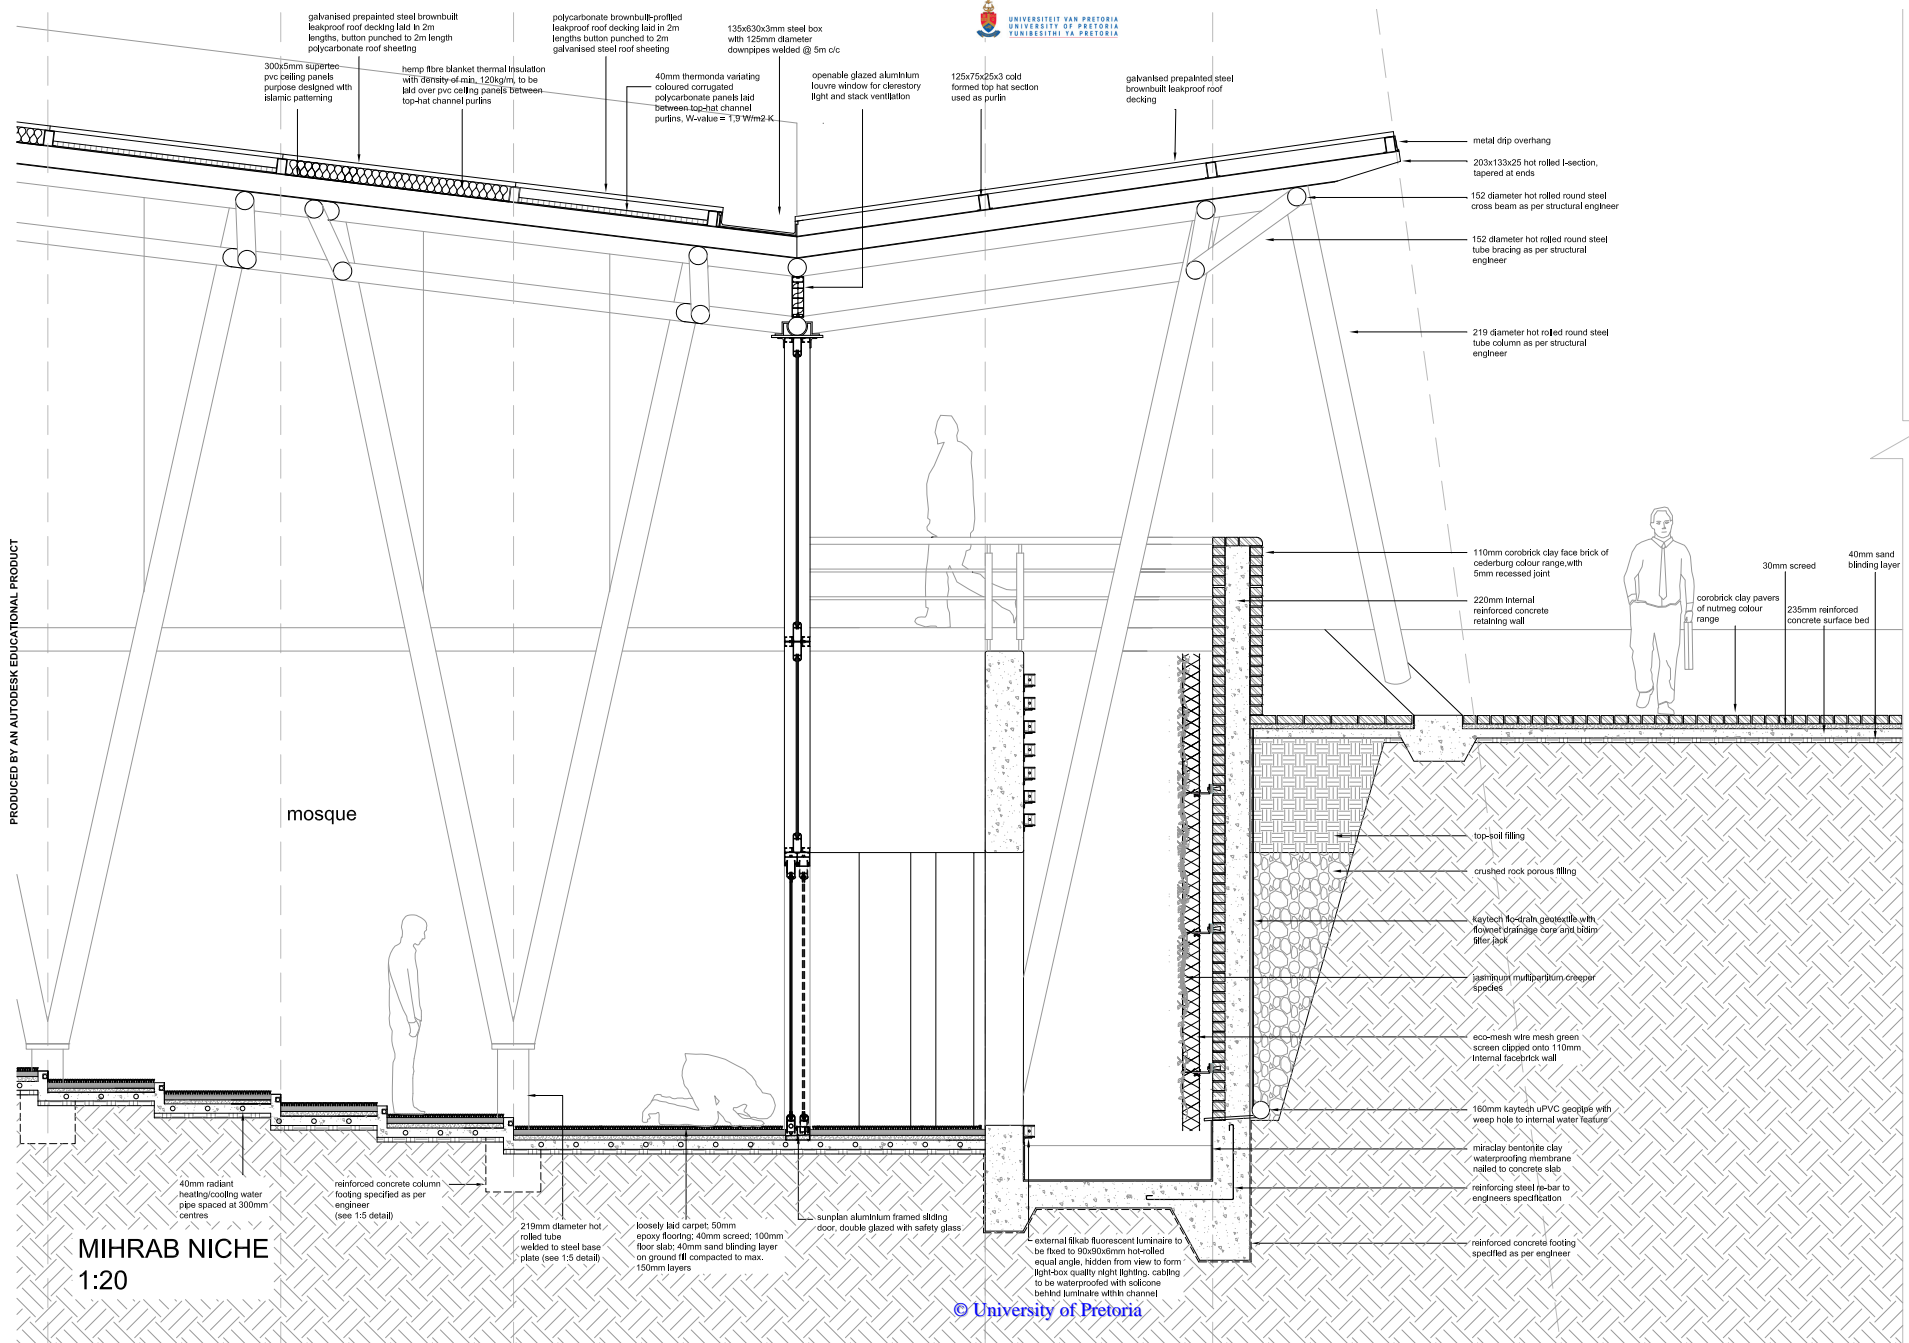 UNIVERSITEIT VAN PRETORIA
UNIVERSITY OF PRETORIA
YUNIBESITHI YA PRETORIA
galvanised prepainted steel brownbuilt
leakproof roof decking laid in 2m
lengths, button punched to 2m length
polycarbonate roof sheeting
polycarbonate brownbuilt-profiled
leakproof roof decking laid in 2m
lengths button punched to 2m
galvanised steel roof sheeting
135x630x3mm steel box
with 125mm diameter
downpipes welded @ 5m c/c
300x5mm supertec
pvc ceiling panels
purpose designed with
islamic patterning
hemp fibre blanket thermal insulation
with density of min. 120kg/m, to be
laid over pvc ceiling panels between
top-hat channel purlins
40mm thermonda variating
coloured corrugated
polycarbonate panels laid
between top-hat channel
purlins, W-value = 1,9 W/m2 K
openable glazed aluminium
louvre window for clerestory
light and stack ventilation
125x75x25x3 cold
formed top hat section
used as purlin
galvanised prepainted steel
brownbuilt leakproof roof
decking
metal drip overhang
203x133x25 hot rolled I-section,
tapered at ends
152 diameter hot rolled round steel
cross beam as per structural engineer
152 diameter hot rolled round steel
tube bracing as per structural
engineer
219 diameter hot rolled round steel
tube column as per structural
engineer
110mm corobrick clay face brick of
cederburg colour range,with
5mm recessed joint
220mm internal
reinforced concrete
retaining wall
40mm sand
blinding layer
30mm screed
corobrick clay pavers
of nutmeg colour
range
235mm reinforced
concrete surface bed
PRODUCED BY AN AUTODESK EDUCATIONAL PRODUCT
mosque
top-soil filling
crushed rock porous filling
kaytech flo-drain geotextile with
flownet drainage core and bidim
filter jack
jasminum multipartitum creeper
species
eco-mesh wire mesh green
screen clipped onto 110mm
internal facebrick wall
160mm kaytech uPVC geopipe with
weep hole to internal water feature
miraclay bentonite clay
waterproofing membrane
nailed to concrete slab
reinforcing steel re-bar to
engineers specification
reinforced concrete footing
specified as per engineer
40mm radiant
heating/cooling water
pipe spaced at 300mm
centres
reinforced concrete column
footing specified as per
engineer
(see 1:5 detail)
219mm diameter hot
rolled tube
welded to steel base
plate (see 1:5 detail)
loosely laid carpet; 50mm
epoxy flooring; 40mm screed; 100mm
floor slab; 40mm sand blinding layer
on ground fill compacted to max.
150mm layers
sunplan aluminium framed sliding
door, double glazed with safety glass
external filkab fluorescent luminaire to
be fixed to 90x90x6mm hot-rolled
equal angle, hidden from view to form
light-box quality night lighting. cabling
to be waterproofed with solicone
behind luminaire within channel
MIHRAB NICHE
1:20
© University of Pretoria